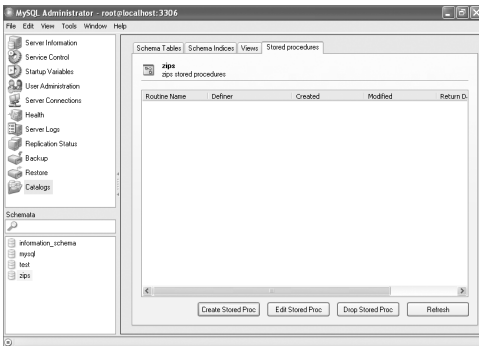 MySQL Administrator - root@localhost:3306
File Edit View Tools Window Help
Server Information
Service Control
Startup Variables
User Administration
Server Connections
Health
Server Logs
Replication Status
Backup
Restore
Catalogs
Schemata
information_schema
mysql
test
zips
Schema Tables Schema Indices Views Stored procedures
zips
zips stored procedures
Routine Name Definer Created Modified Return D
Create Stored Proc Edit Stored Proc Drop Stored Proc Refresh